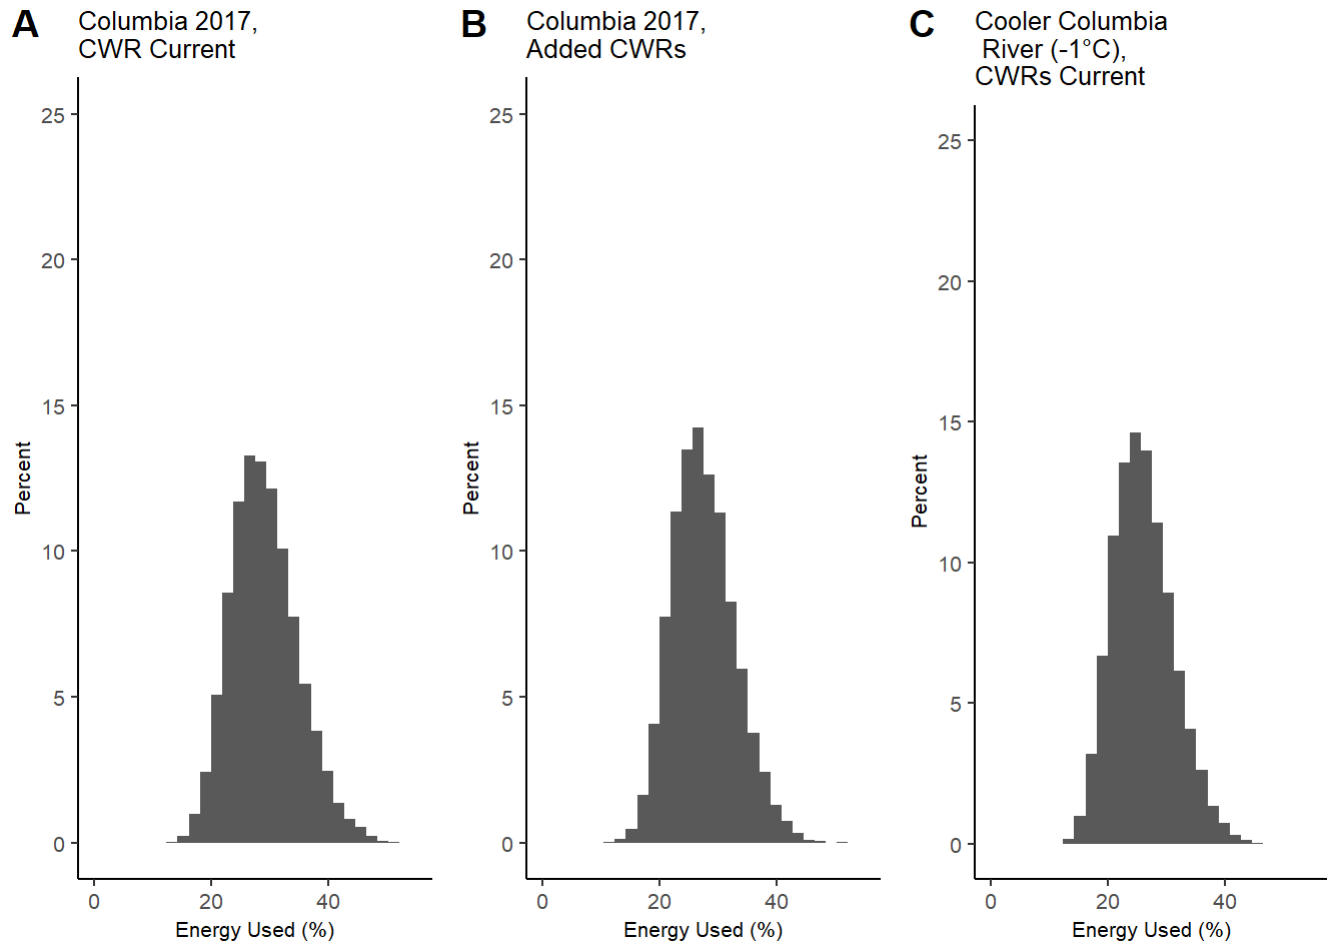 A
Columbia 2017,
CWR Current
25
20
15
10
5
0
Percent
0 20 40
Energy Used (%)
B
Columbia 2017,
Added CWRs
25
20
15
10
5
0
Percent
0 20 40
Energy Used (%)
C
Cooler Columbia
River (-1°C),
CWRs Current
25
20
15
10
5
0
Percent
0 20 40
Energy Used (%)